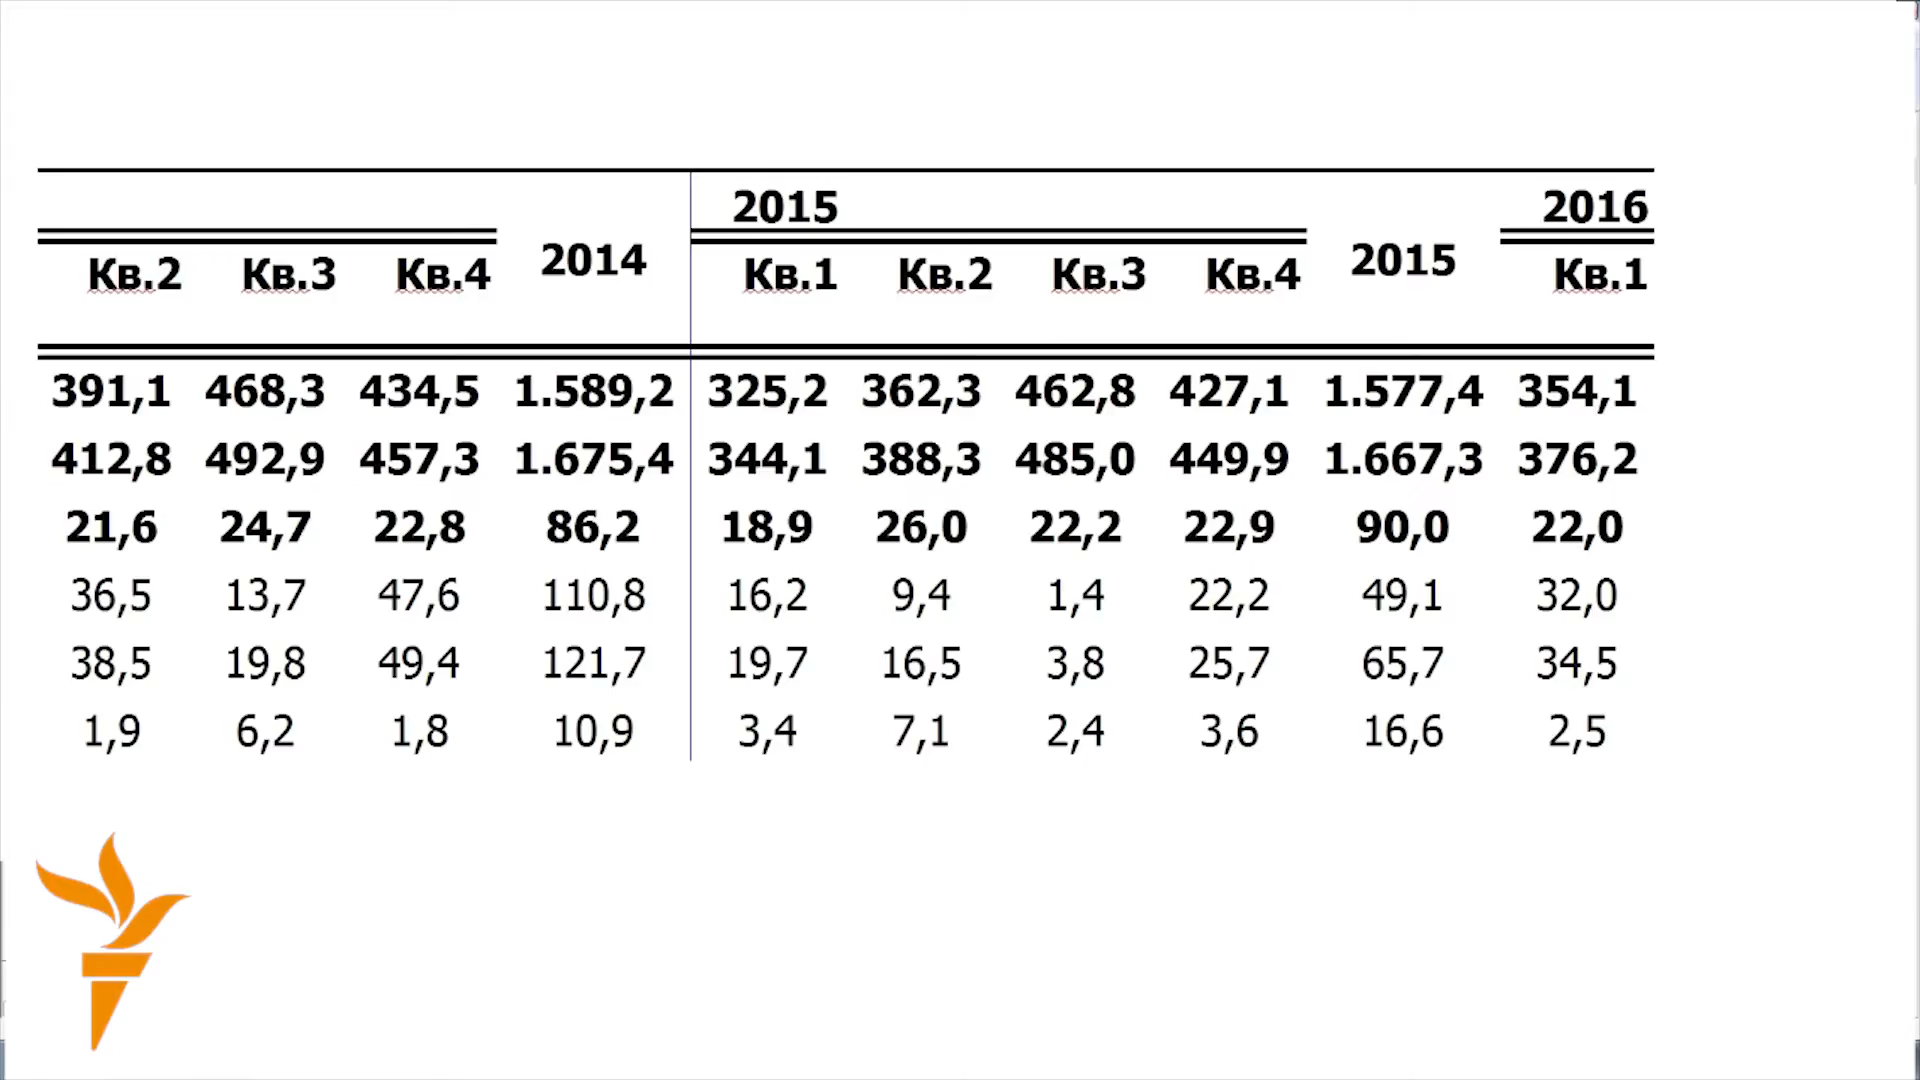 2015 2016
2014 2015
Кв.2 Кв.3 Кв.4 Кв.1 Кв.2 Кв.3 Кв.4 Кв.1
391,1 468,3 434,5 1.589,2 325,2 362,3 462,8 427,1 1.577,4 354,1
412,8 492,9 457,3 1.675,4 344,1 388,3 485,0 449,9 1.667,3 376,2
21,6 24,7 22,8 86,2 18,9 26,0 22,2 22,9 90,0 22,0
36,5 13,7 47,6 110,8 16,2 9,4 1,4 22,2 49,1 32,0
38,5 19,8 49,4 121,7 19,7 16,5 3,8 25,7 65,7 34,5
1,9 6,2 1,8 10,9 3,4 7,1 2,4 3,6 16,6 2,5